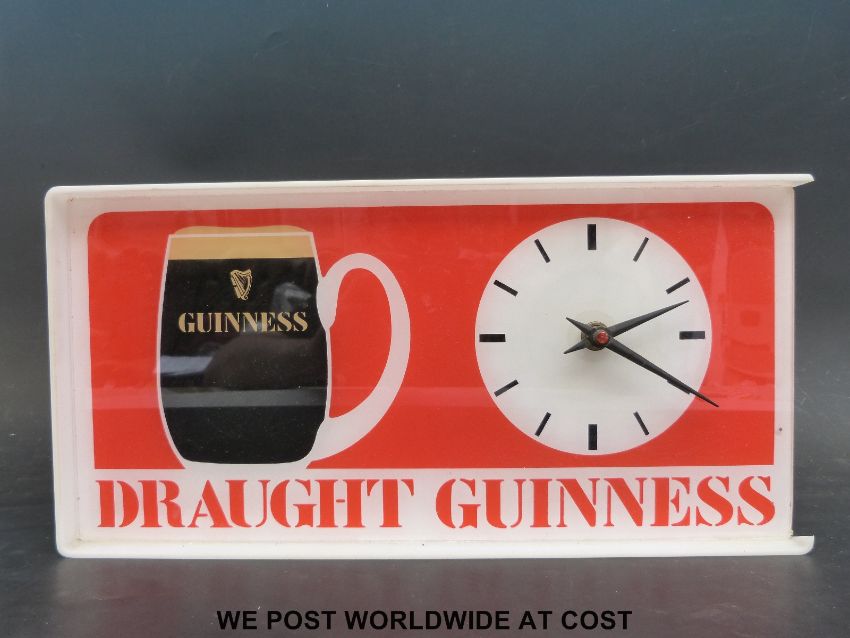 GUINNESS
DRAUGHT GUINNESS
WE POST WORLDWIDE AT COST